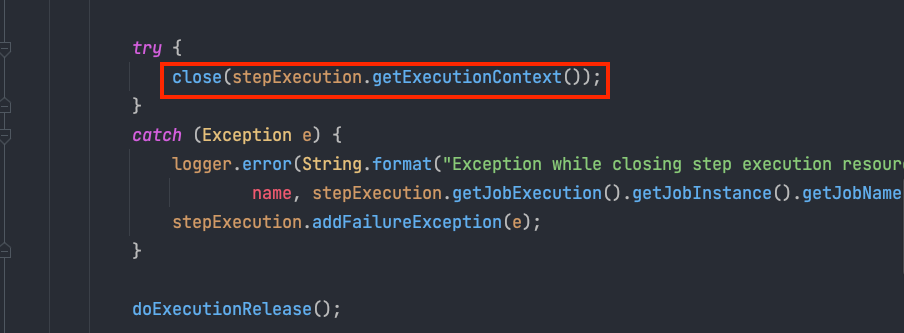 try {
close(stepExecution.getExecutionContext());
}
catch (Exception e) {
logger.error(String.format("Exception while closing step execution resour
name, stepExecution.getJobExecution().getJobInstance().getJobName
stepExecution.addFailureException(e);
}
doExecutionRelease();